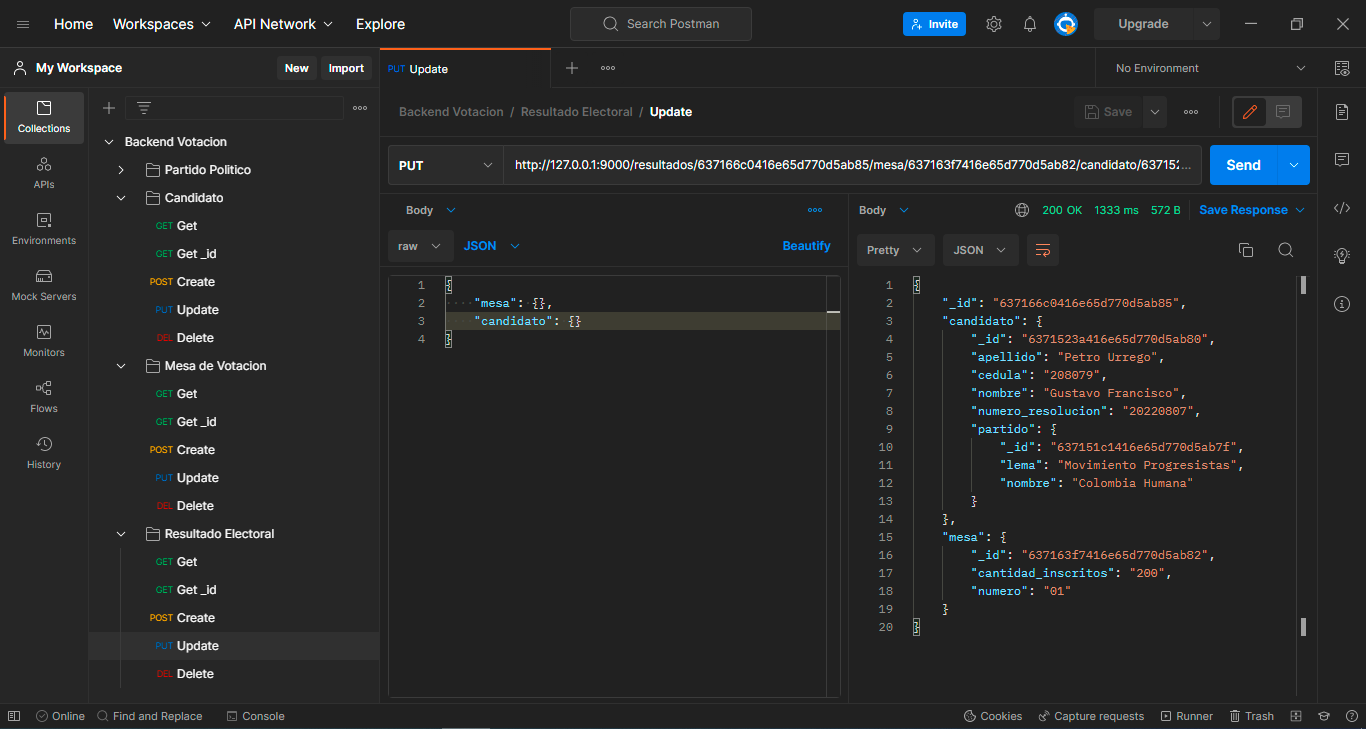 Home Workspaces API Network Explore Search Postman Invite Upgrade
My Workspace New Import PUT Update No Environment
Collections
APIs
Environments
Mock Servers
Monitors
Flows
History
Backend Votacion
Partido Politico
Candidato
GET Get
GET Get _id
POST Create
PUT Update
DEL Delete
Mesa de Votacion
GET Get
GET Get _id
POST Create
PUT Update
DEL Delete
Resultado Electoral
GET Get
GET Get _id
POST Create
PUT Update
DEL Delete
Backend Votacion / Resultado Electoral / Update Save
PUT http://127.0.0.1:9000/resultados/637166c0416e65d770d5ab85/mesa/637163f7416e65d770d5ab82/candidato/637152... Send
Body
raw JSON Beautify
1 {
2 "mesa": {},
3 "candidato": {}
4 }
Body 200 OK 1333 ms 572 B Save Response
Pretty JSON
1 {
2 "_id": "637166c0416e65d770d5ab85",
3 "candidato": {
4 "_id": "6371523a416e65d770d5ab80",
5 "apellido": "Petro Urrego",
6 "cedula": "208079",
7 "nombre": "Gustavo Francisco",
8 "numero_resolucion": "20220807",
9 "partido": {
10 "_id": "637151c1416e65d770d5ab7f",
11 "lema": "Movimiento Progresistas",
12 "nombre": "Colombia Humana"
13 }
14 },
15 "mesa": {
16 "_id": "637163f7416e65d770d5ab82",
17 "cantidad_inscritos": "200",
18 "numero": "01"
19 }
20 }
Online Find and Replace Console Cookies Capture requests Runner Trash